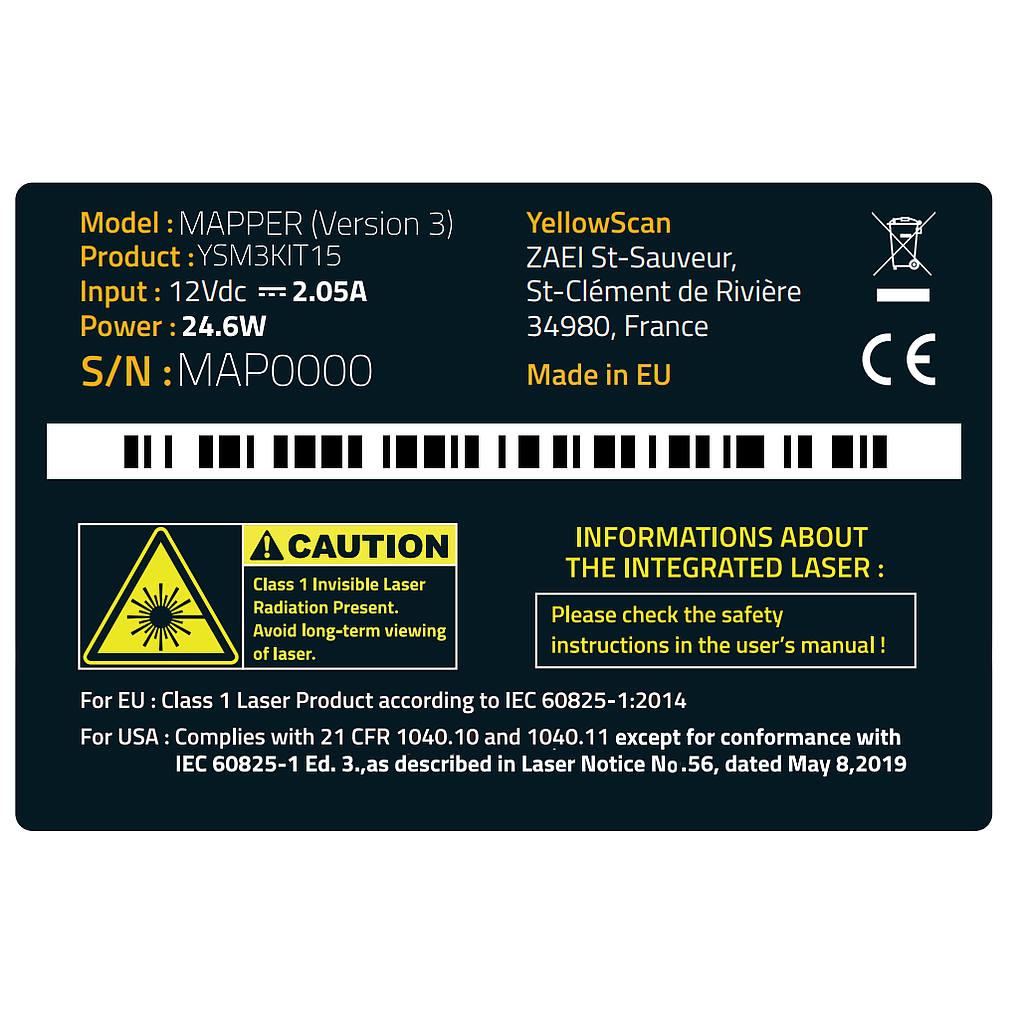 Model : MAPPER (Version 3)
Product : YSM3KIT15
Input : 12Vdc 2.05A
Power : 24.6W
S/N : MAP0000
YellowScan
ZAEI St-Sauveur,
St-Clément de Rivière
34980, France
Made in EU
CE
CAUTION
Class 1 Invisible Laser
Radiation Present.
Avoid long-term viewing
of laser.
INFORMATIONS ABOUT
THE INTEGRATED LASER :
Please check the safety
instructions in the user's manual !
For EU : Class 1 Laser Product according to IEC 60825-1:2014
For USA : Complies with 21 CFR 1040.10 and 1040.11 except for conformance with
IEC 60825-1 Ed. 3.,as described in Laser Notice No.56, dated May 8,2019